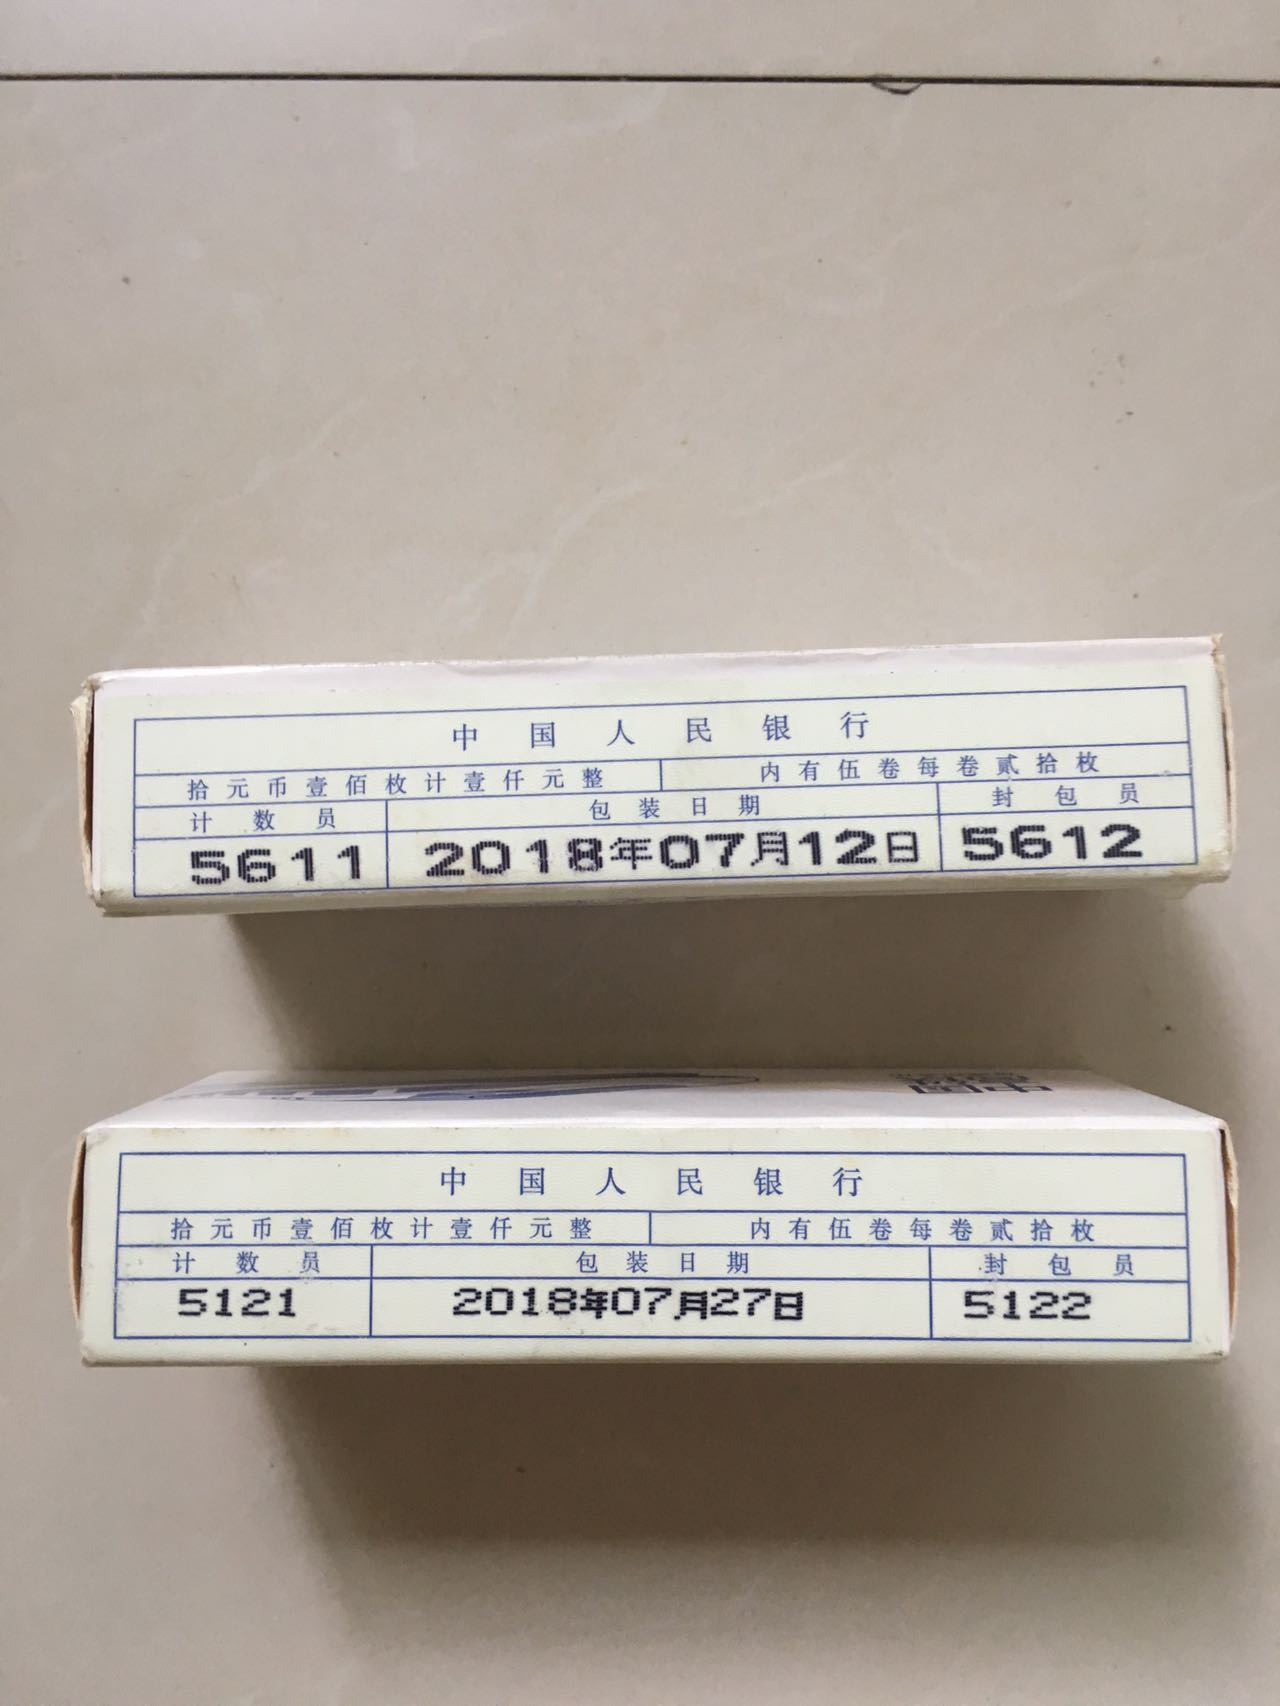 中国人民银行
拾元币壹佰枚计壹仟元整 内有伍卷每卷贰拾枚
计数员 包装日期 封包员
5611 2018年07月12日 5612
中国
中国人民银行
拾元币壹佰枚计壹仟元整 内有伍卷每卷贰拾枚
计数员 包装日期 封包员
5121 2018年07月27日 5122